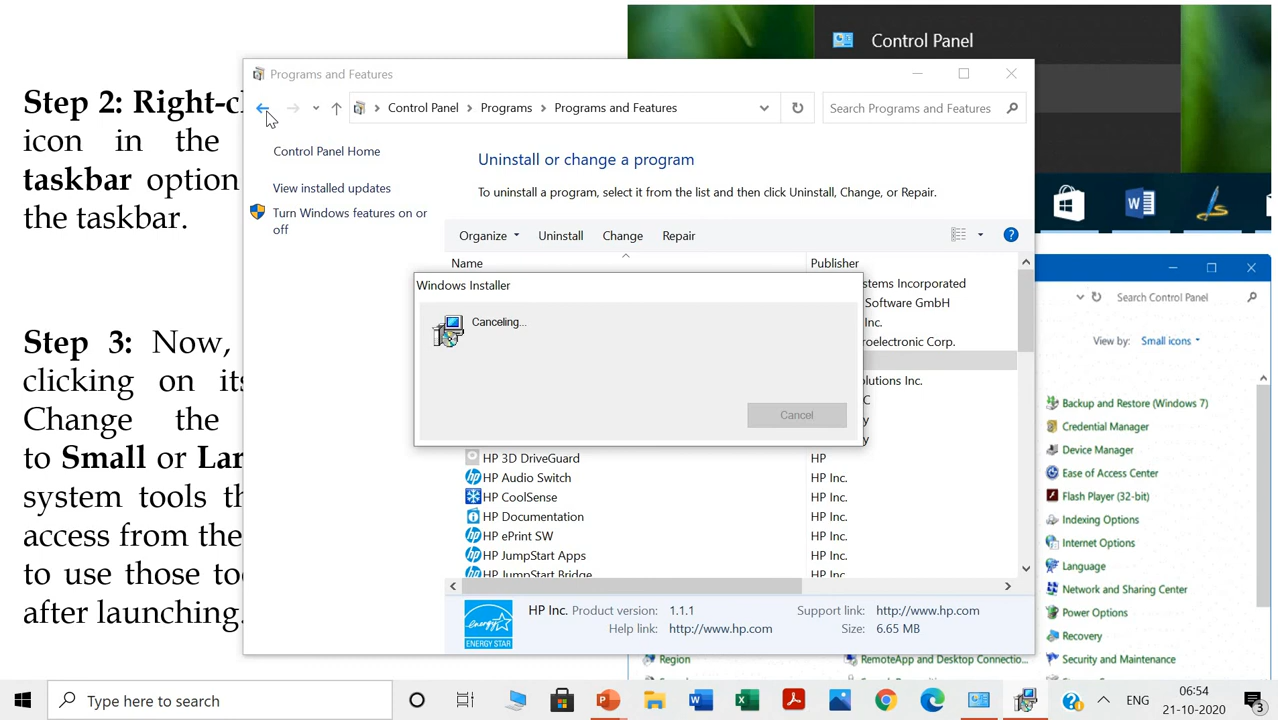 Control Panel
Step 2: Right-cl
icon in the
taskbar option
the taskbar.
Step 3: Now,
clicking on its
Change the
to Small or Lar
system tools th
access from the
to use those too
after launching.
Programs and Features
Control Panel > Programs > Programs and Features
Search Programs and Features
Control Panel Home
View installed updates
Turn Windows features on or
off
Uninstall or change a program
To uninstall a program, select it from the list and then click Uninstall, Change, or Repair.
Organize Uninstall Change Repair
Name Publisher
stems Incorporated
Software GmbH
Inc.
roelectronic Corp.
olutions Inc.
C
y
y
Windows Installer
Canceling...
Cancel
HP 3D DriveGuard HP
HP Audio Switch HP Inc.
HP CoolSense HP Inc.
HP Documentation HP Inc.
HP ePrint SW HP Inc.
HP JumpStart Apps HP Inc.
HP JumpStart Bridge HP Inc.
HP Inc. Product version: 1.1.1 Support link: http://www.hp.com
Help link: http://www.hp.com Size: 6.65 MB
ENERGY STAR
Search Control Panel
View by: Small icons
Backup and Restore (Windows 7)
Credential Manager
Device Manager
Ease of Access Center
Flash Player (32-bit)
Indexing Options
Internet Options
Language
Network and Sharing Center
Power Options
Recovery
Region RemoteApp and Desktop Connectio... Security and Maintenance
Type here to search
ENG
06:54
21-10-2020
3